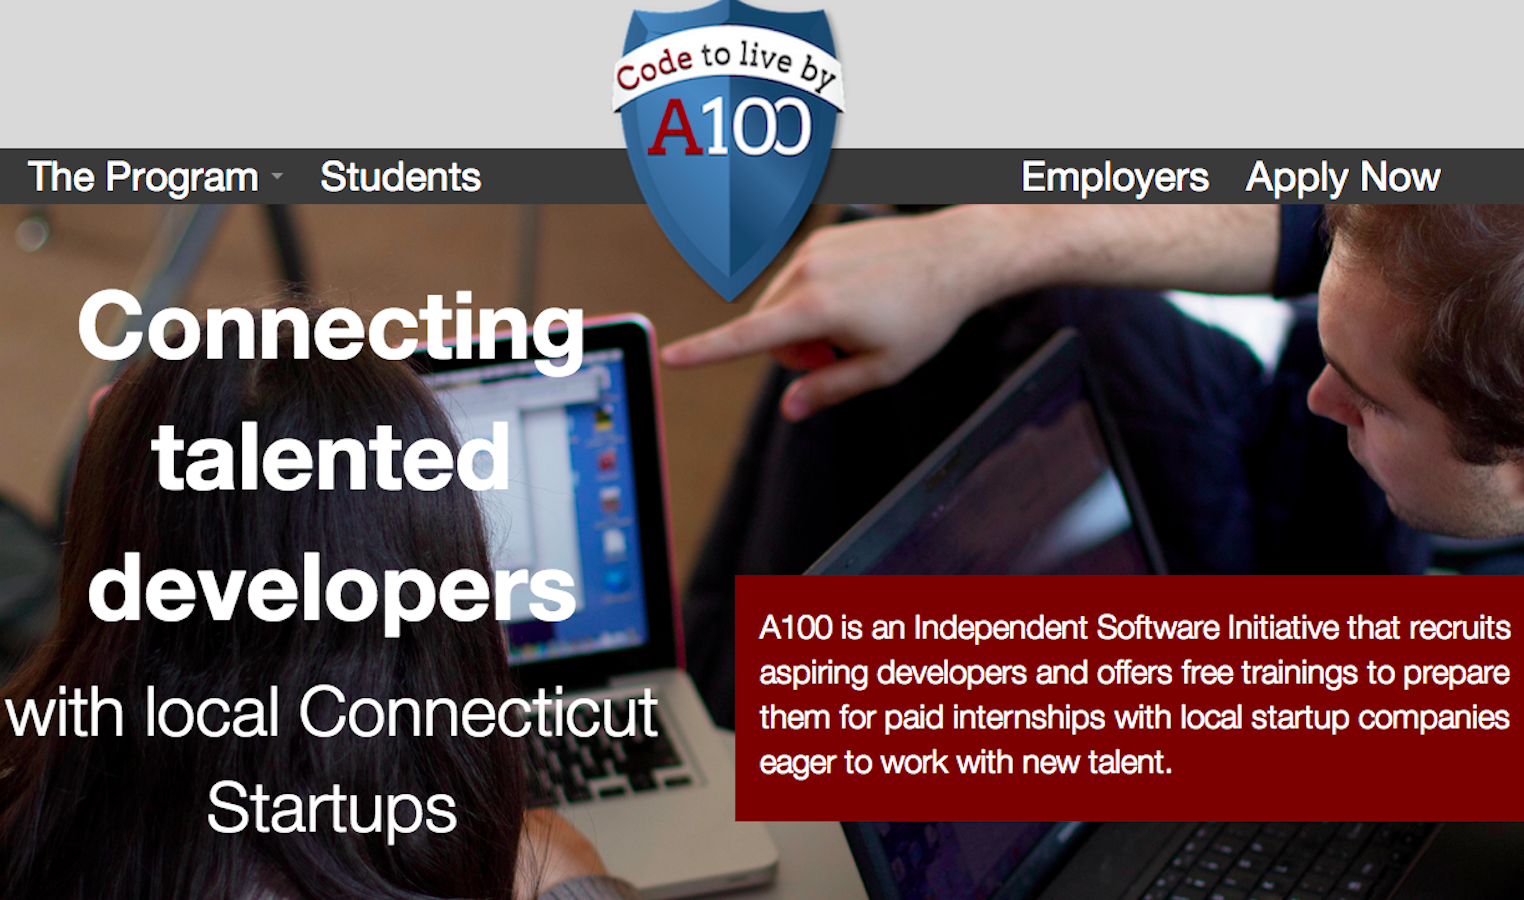 Code to live by
A100
The Program
Students
Employers
Apply Now
Connecting
talented
developers
with local Connecticut
Startups
A100 is an Independent Software Initiative that recruits
aspiring developers and offers free trainings to prepare
them for paid internships with local startup companies
eager to work with new talent.